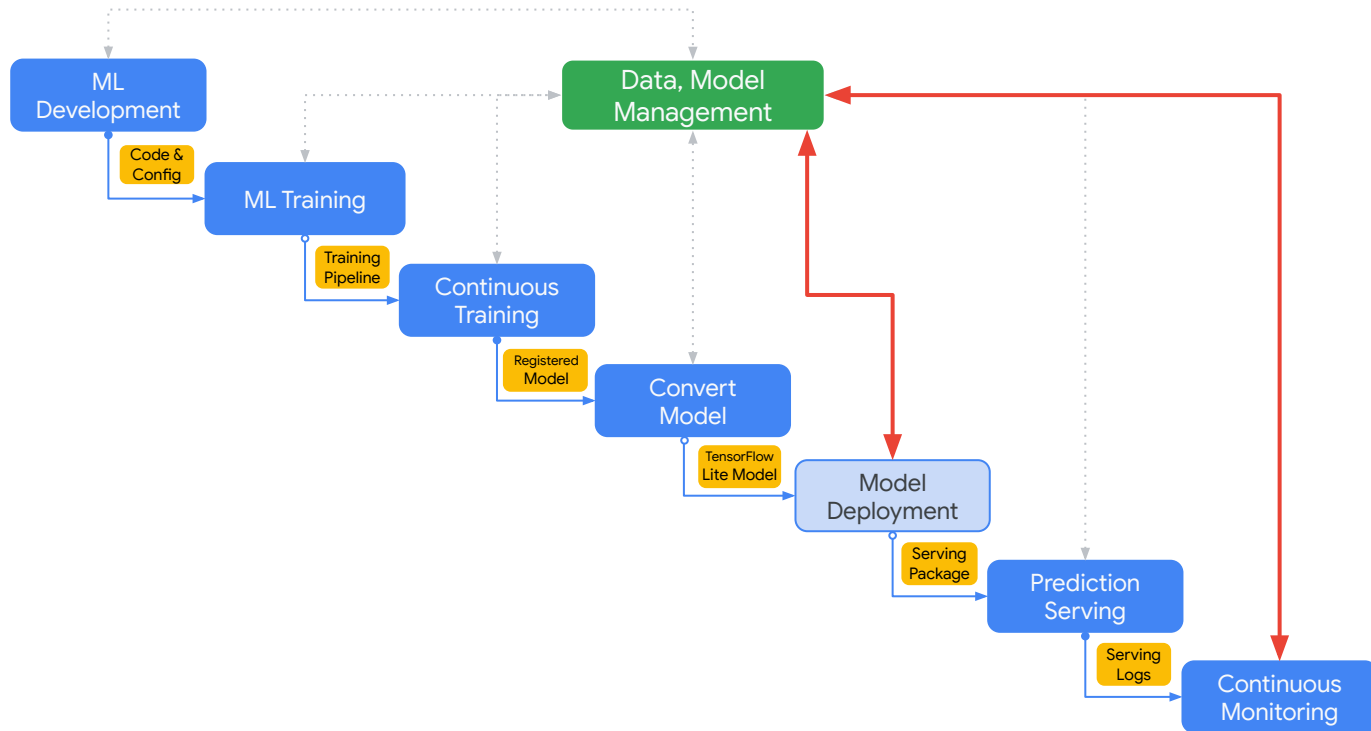 ML
Development
Data, Model
Management
Code &
Config
ML Training
Training
Pipeline
Continuous
Training
Registered
Model
Convert
Model
TensorFlow
Lite Model
Model
Deployment
Serving
Package
Prediction
Serving
Serving
Logs
Continuous
Monitoring